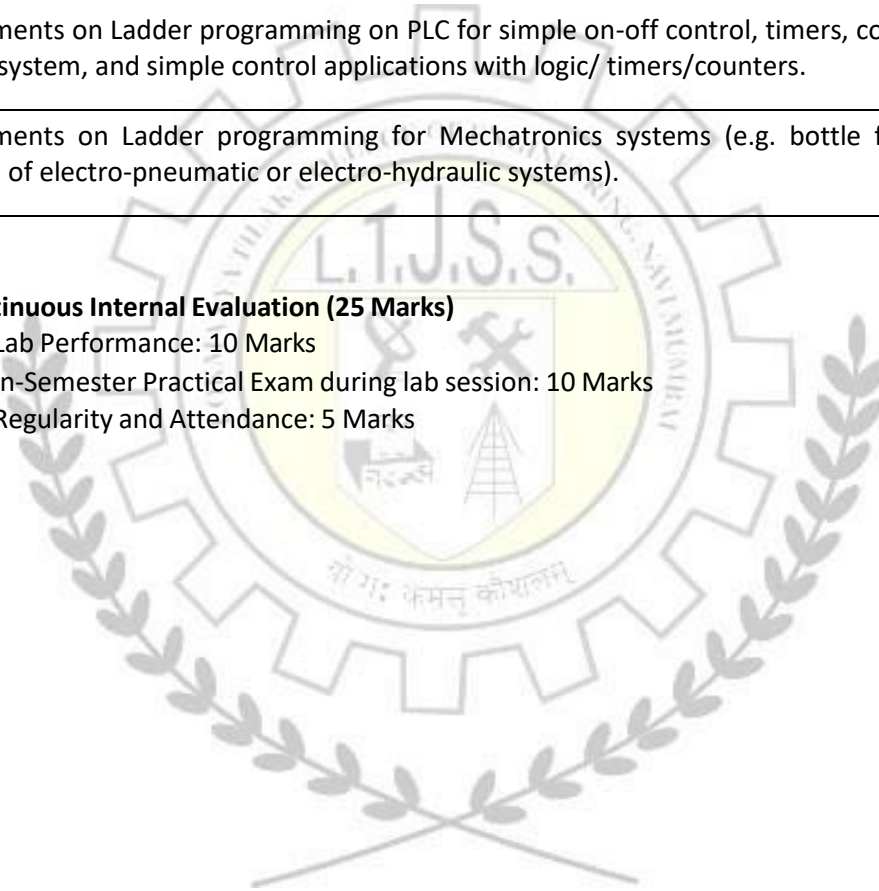 ments on Ladder programming on PLC for simple on-off control, timers, co
system, and simple control applications with logic/ timers/counters.
ments on Ladder programming for Mechatronics systems (e.g. bottle f
of electro-pneumatic or electro-hydraulic systems).
L.T.J.S.S.
NAVI MUMBAI
tinuous Internal Evaluation (25 Marks)
Lab Performance: 10 Marks
n-Semester Practical Exam during lab session: 10 Marks
Regularity and Attendance: 5 Marks